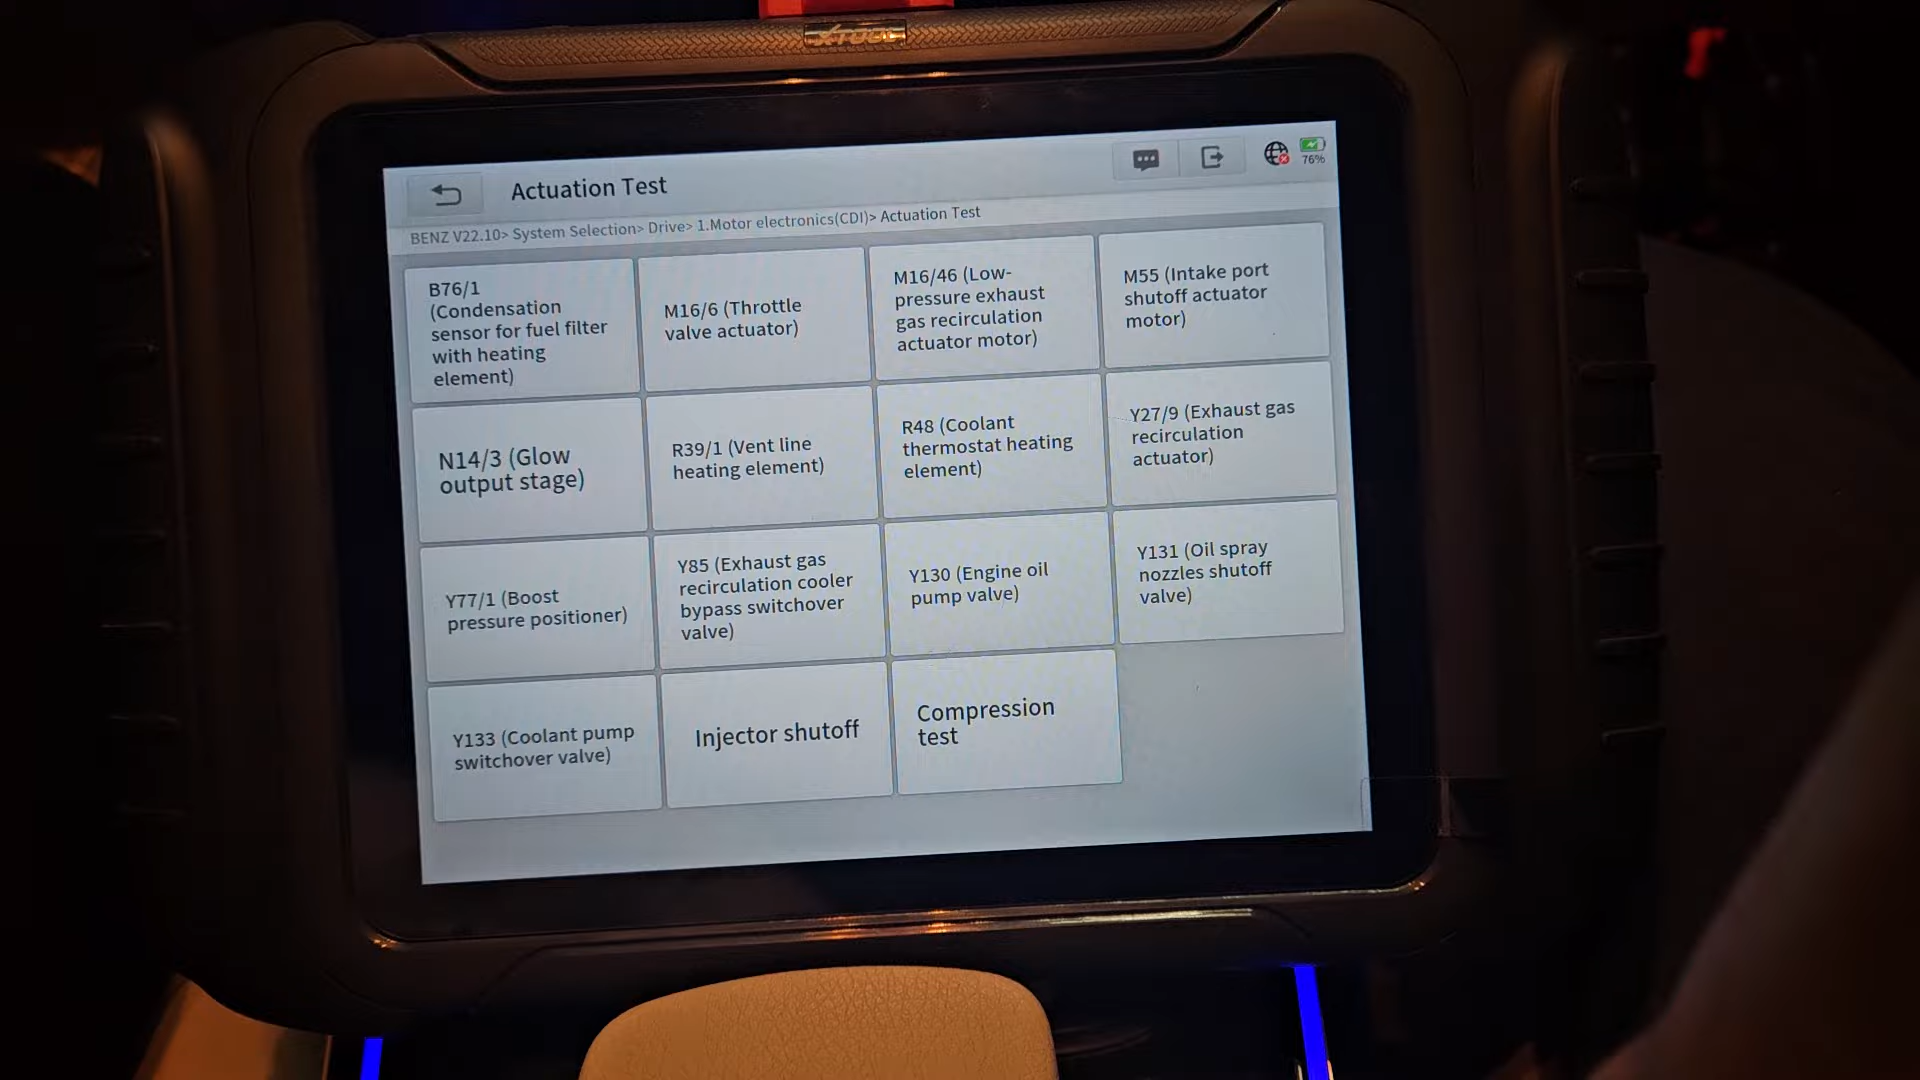 XTOOL
Actuation Test
76%
BENZ V22.10> System Selection> Drive> 1.Motor electronics(CDI)> Actuation Test
B76/1
(Condensation
sensor for fuel filter
with heating
element)
M16/6 (Throttle
valve actuator)
M16/46 (Low-
pressure exhaust
gas recirculation
actuator motor)
M55 (Intake port
shutoff actuator
motor)
N14/3 (Glow
output stage)
R39/1 (Vent line
heating element)
R48 (Coolant
thermostat heating
element)
Y27/9 (Exhaust gas
recirculation
actuator)
Y77/1 (Boost
pressure positioner)
Y85 (Exhaust gas
recirculation cooler
bypass switchover
valve)
Y130 (Engine oil
pump valve)
Y131 (Oil spray
nozzles shutoff
valve)
Y133 (Coolant pump
switchover valve)
Injector shutoff
Compression
test